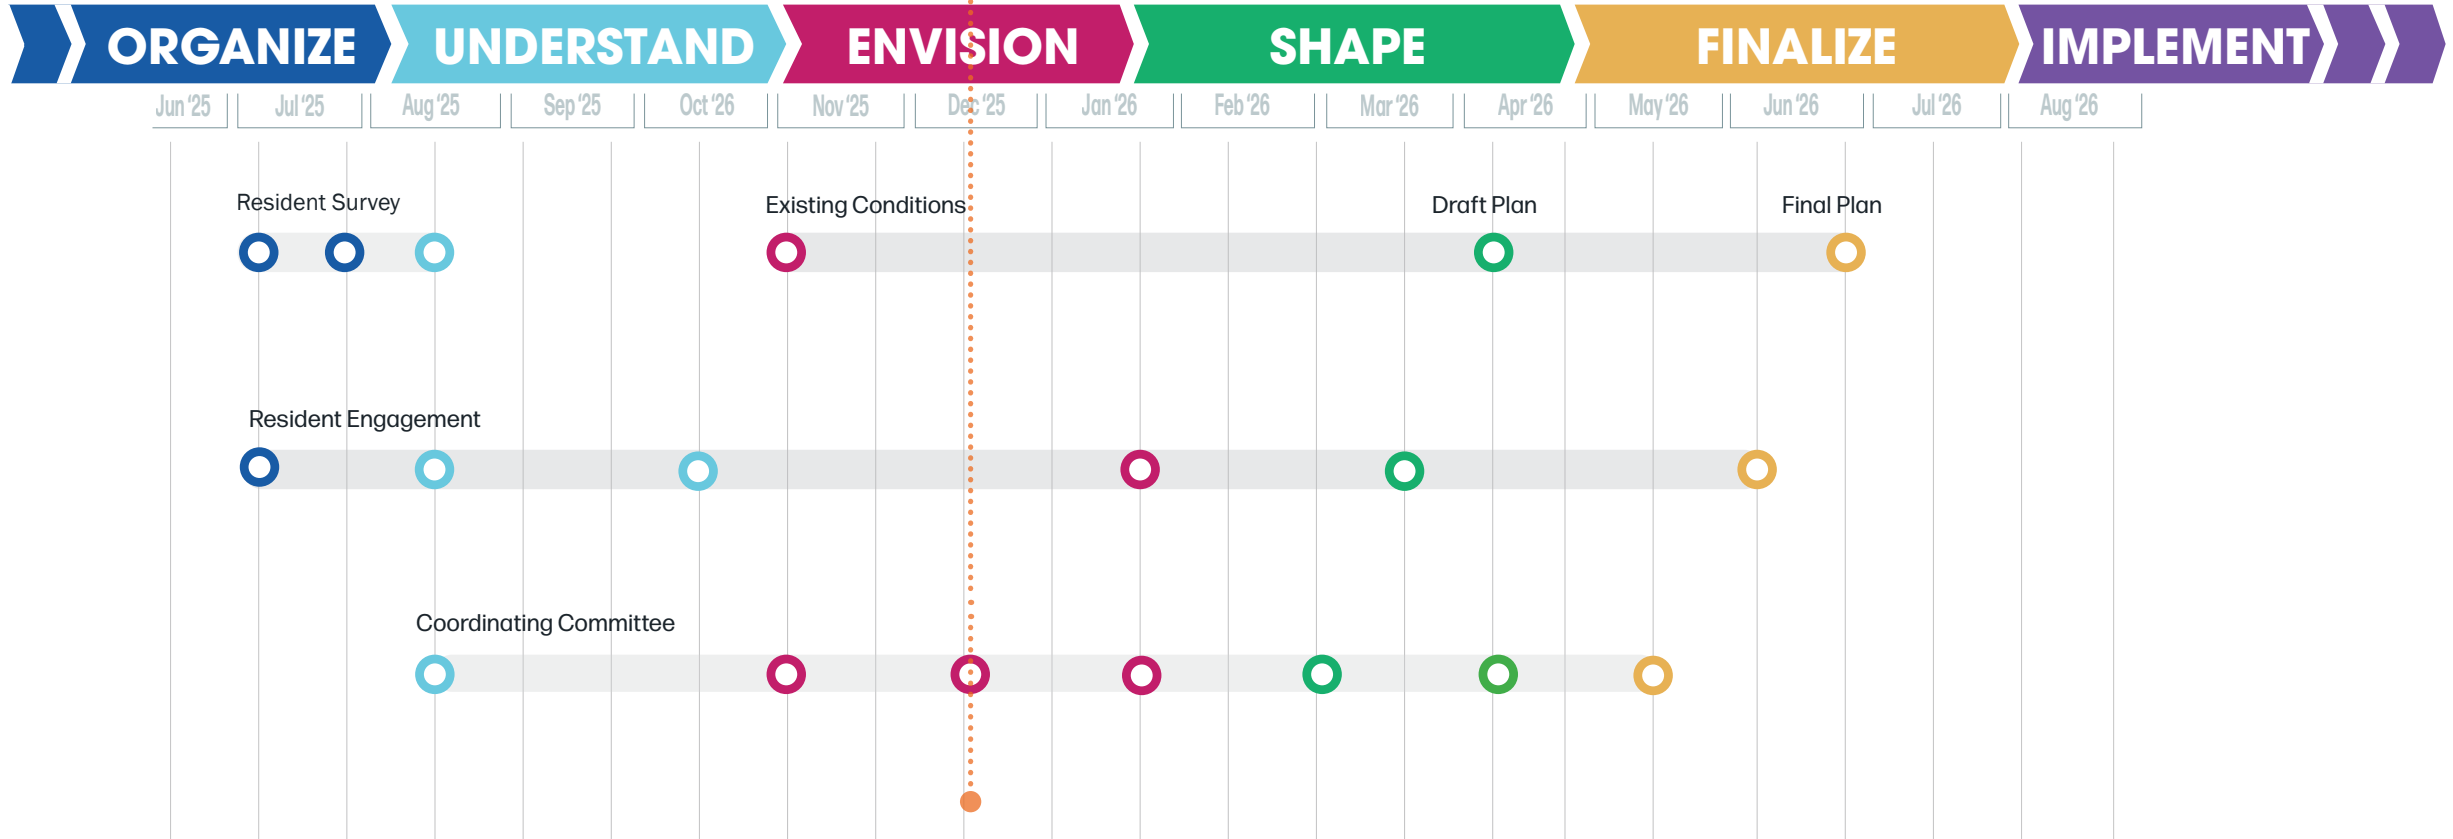 ORGANIZE UNDERSTAND ENVISION SHAPE FINALIZE IMPLEMENT
Jun ‘25 Jul ‘25 Aug ‘25 Sep ‘25 Oct ‘26 Nov ‘25 Dec ‘25 Jan ‘26 Feb ‘26 Mar ‘26 Apr ‘26 May ‘26 Jun ‘26 Jul ‘26 Aug ‘26
Resident Survey Existing Conditions Draft Plan Final Plan
Resident Engagement
Coordinating Committee